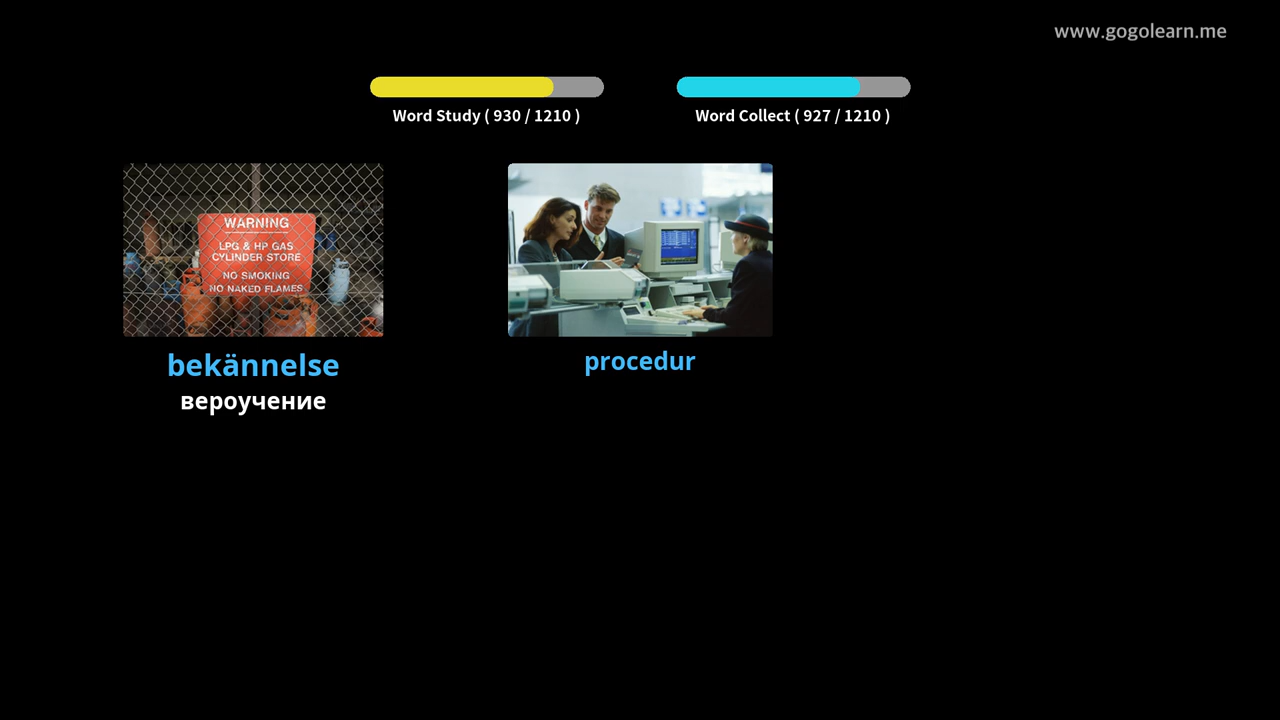 www.gogolearn.me
Word Study ( 930 / 1210 )
Word Collect ( 927 / 1210 )
WARNING
LPG & HP GAS
CYLINDER STORE
NO SMOKING
NO NAKED FLAMES
bekännelse
вероучение
procedur